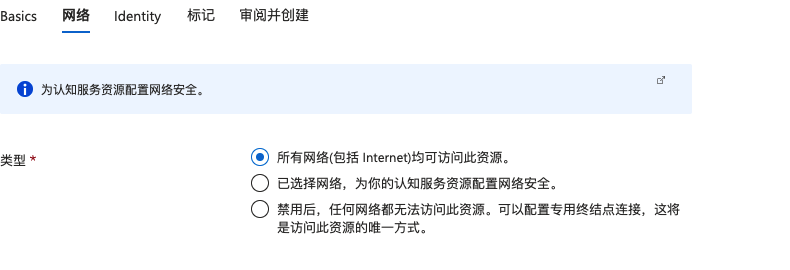 Basics 网络 Identity 标记 审阅并创建
为认知服务资源配置网络安全。
类型 * 所有网络(包括 Internet)均可访问此资源。
已选择网络，为你的认知服务资源配置网络安全。
禁用后，任何网络都无法访问此资源。可以配置专用终结点连接，这将
是访问此资源的唯一方式。